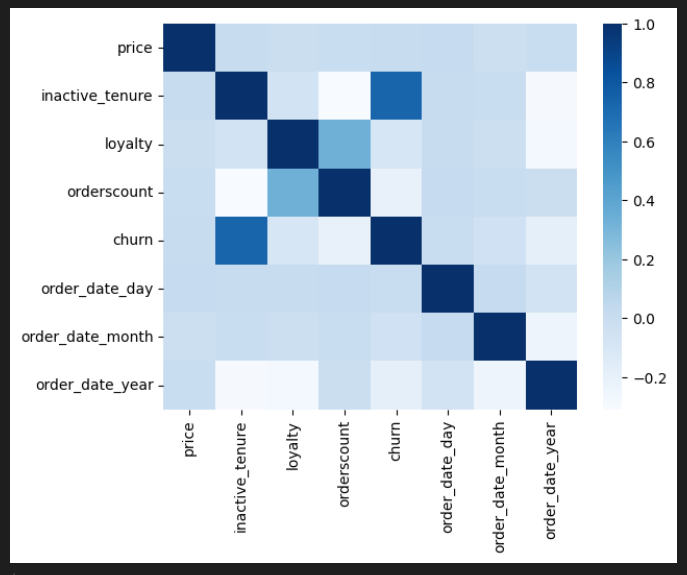 price
inactive_tenure
loyalty
orderscount
churn
order_date_day
order_date_month
order_date_year
price
inactive_tenure
loyalty
orderscount
churn
order_date_day
order_date_month
order_date_year
1.0
0.8
0.6
0.4
0.2
0.0
−0.2